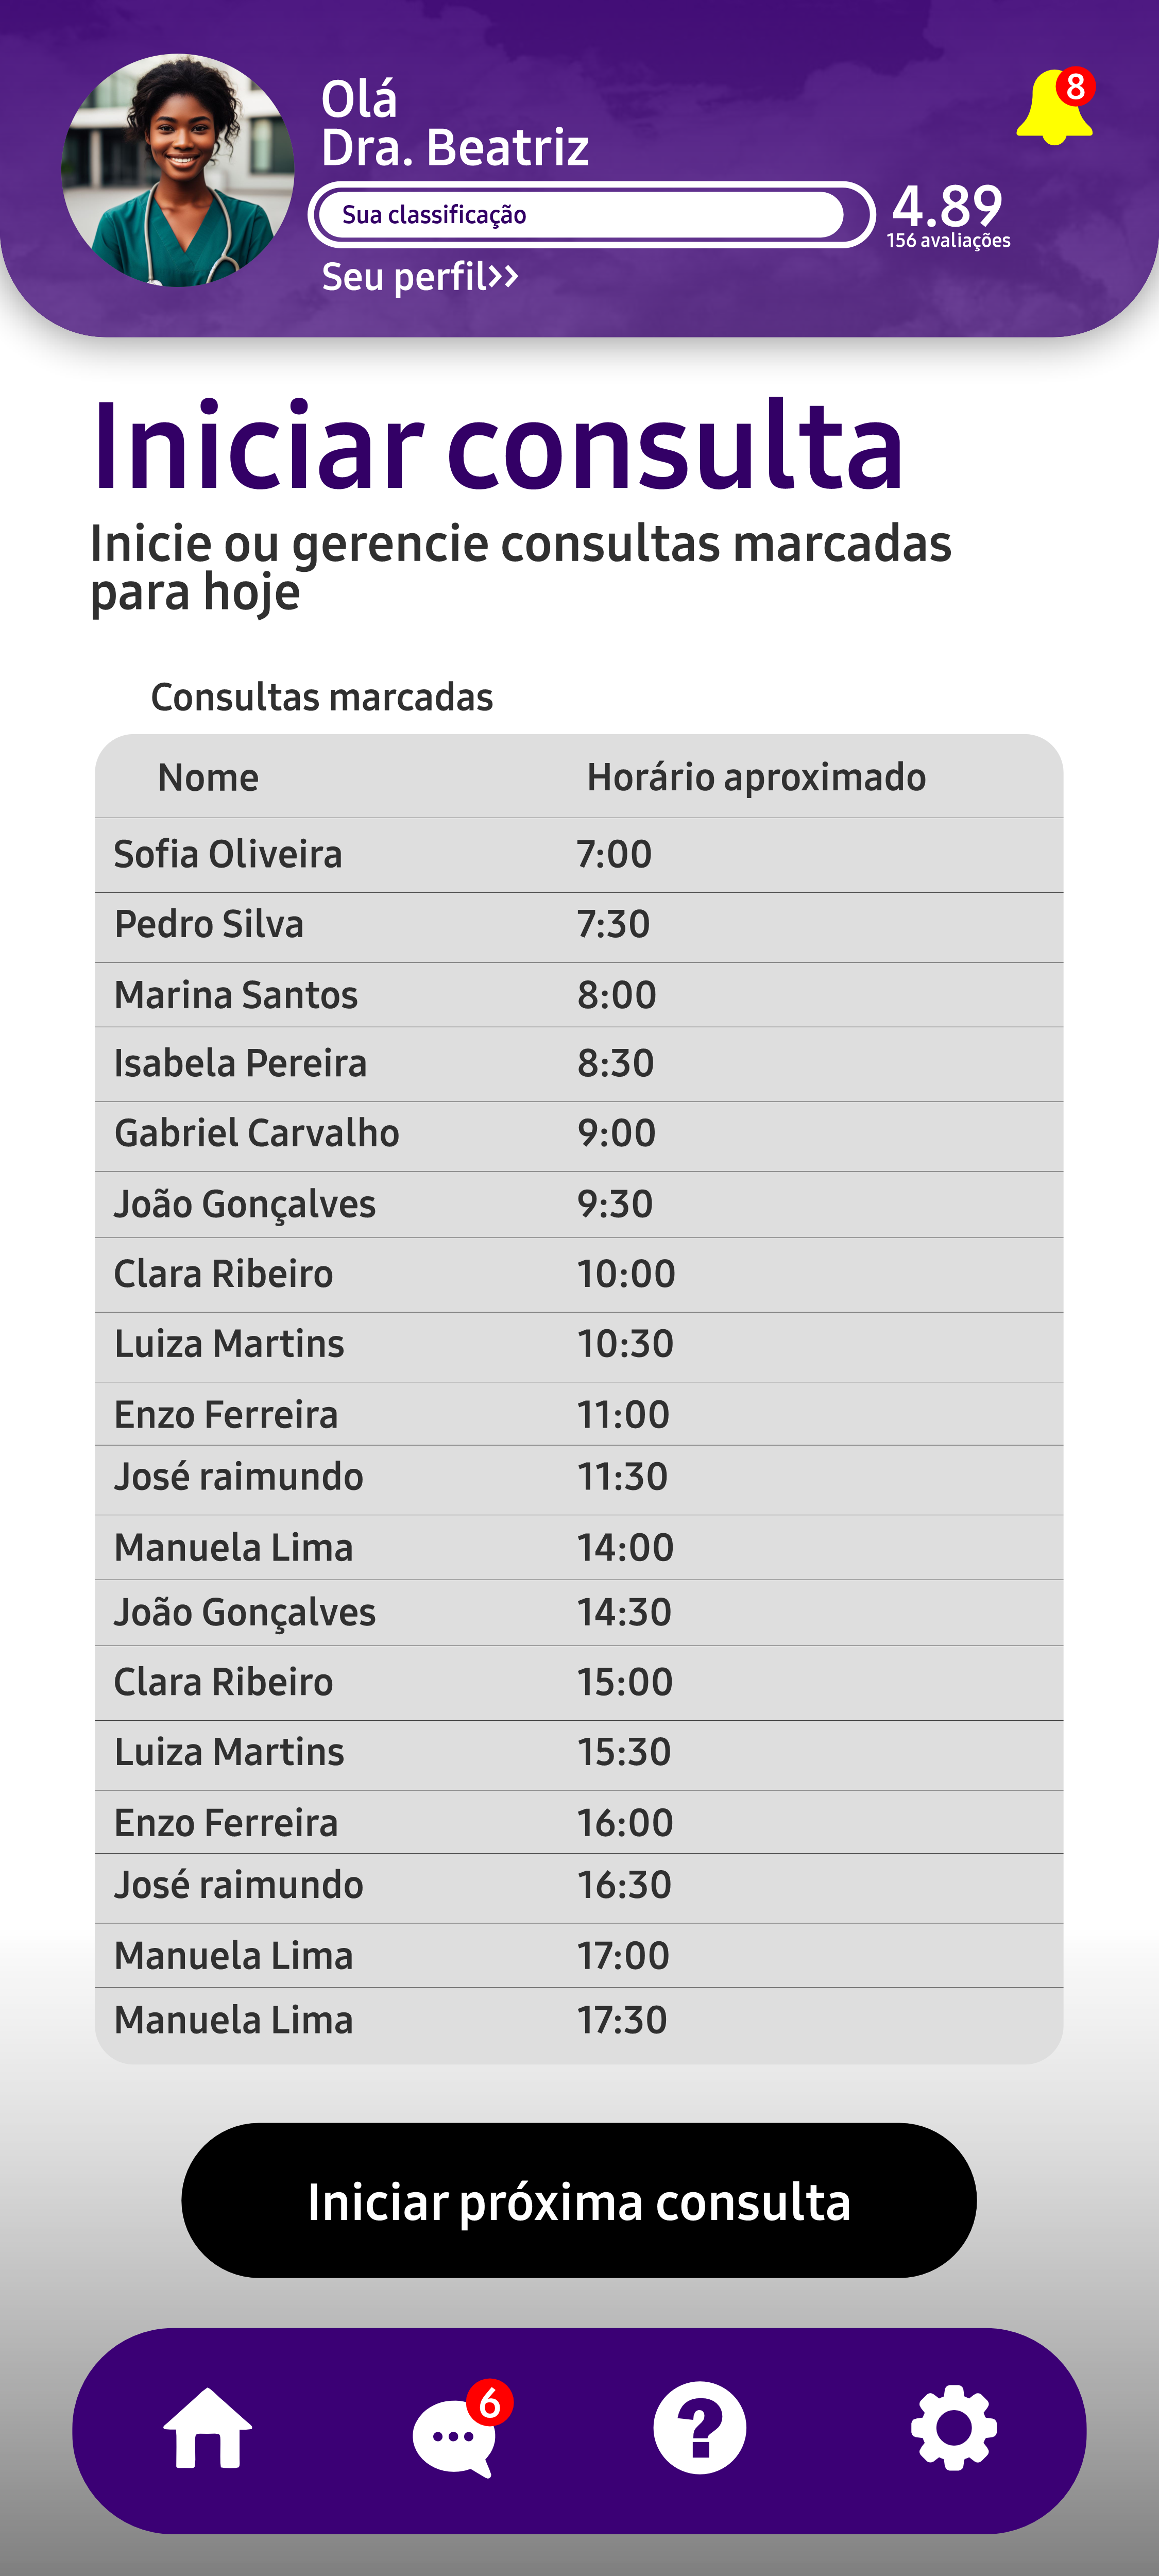 Olá
Dra. Beatriz
8
Sua classificação
4.89
156 avaliações
Seu perfil>>
Iniciar consulta
Inicie ou gerencie consultas marcadas
para hoje
Consultas marcadas
Nome Horário aproximado
Sofia Oliveira 7:00
Pedro Silva 7:30
Marina Santos 8:00
Isabela Pereira 8:30
Gabriel Carvalho 9:00
João Gonçalves 9:30
Clara Ribeiro 10:00
Luiza Martins 10:30
Enzo Ferreira 11:00
José raimundo 11:30
Manuela Lima 14:00
João Gonçalves 14:30
Clara Ribeiro 15:00
Luiza Martins 15:30
Enzo Ferreira 16:00
José raimundo 16:30
Manuela Lima 17:00
Manuela Lima 17:30
Iniciar próxima consulta
6
?